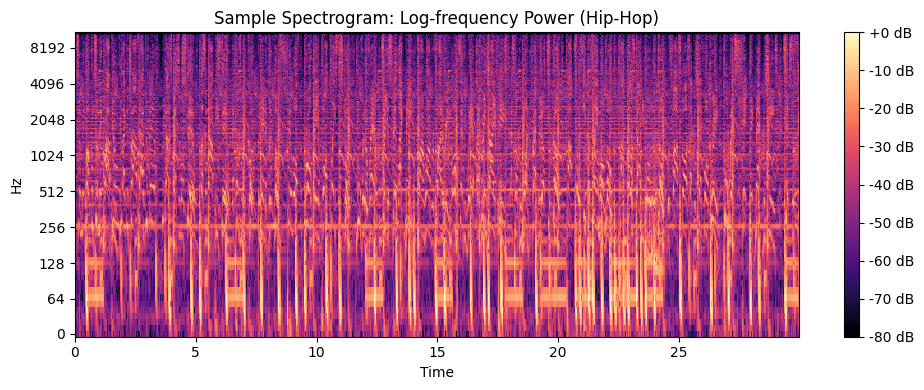 Sample Spectrogram: Log-frequency Power (Hip-Hop)
8192
4096
2048
1024
512
256
128
64
0
Hz
0
5
10
15
20
25
Time
+0 dB
-10 dB
-20 dB
-30 dB
-40 dB
-50 dB
-60 dB
-70 dB
-80 dB